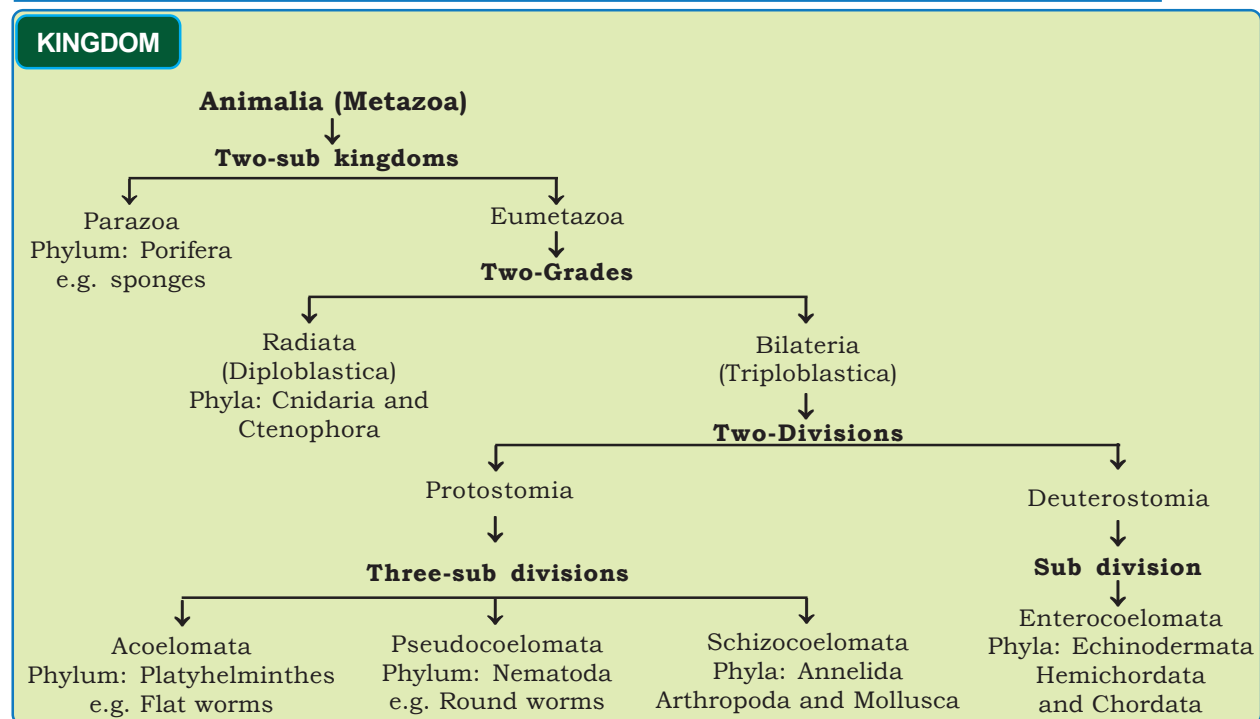 KINGDOM
Animalia (Metazoa)
Two-sub kingdoms
Parazoa
Phylum: Porifera
e.g. sponges
Eumetazoa
Two-Grades
Radiata
(Diploblastica)
Phyla: Cnidaria and
Ctenophora
Bilateria
(Triploblastica)
Two-Divisions
Protostomia
Deuterostomia
Three-sub divisions
Sub division
Acoelomata
Phylum: Platyhelminthes
e.g. Flat worms
Pseudocoelomata
Phylum: Nematoda
e.g. Round worms
Schizocoelomata
Phyla: Annelida
Arthropoda and Mollusca
Enterocoelomata
Phyla: Echinodermata
Hemichordata
and Chordata